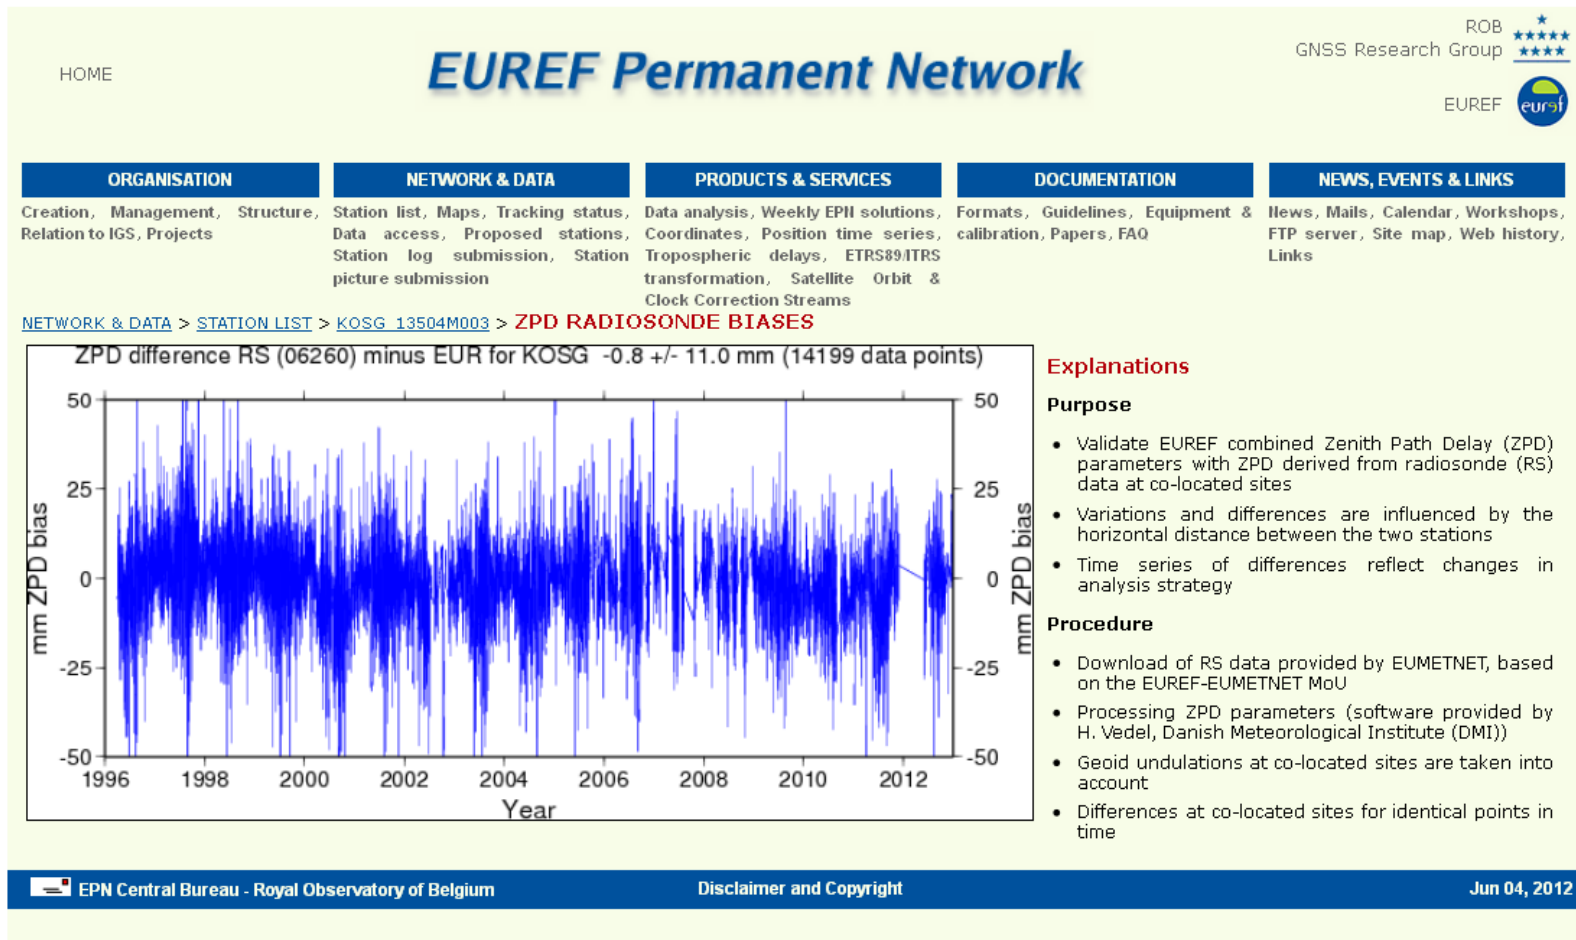 HOME
EUREF Permanent Network
ROB
GNSS Research Group
EUREF
euref
ORGANISATION
Creation, Management, Structure,
Relation to IGS, Projects
NETWORK & DATA
Station list, Maps, Tracking status,
Data access, Proposed stations,
Station log submission, Station
picture submission
PRODUCTS & SERVICES
Data analysis, Weekly EPN solutions,
Coordinates, Position time series,
Tropospheric delays, ETRS89/ITRS
transformation, Satellite Orbit &
Clock Correction Streams
DOCUMENTATION
Formats, Guidelines, Equipment &
calibration, Papers, FAQ
NEWS, EVENTS & LINKS
News, Mails, Calendar, Workshops,
FTP server, Site map, Web history,
Links
NETWORK & DATA > STATION LIST > KOSG_13504M003 > ZPD RADIOSONDE BIASES
ZPD difference RS (06260) minus EUR for KOSG -0.8 +/- 11.0 mm (14199 data points)
mm ZPD bias
50
25
0
-25
-50
50
25
0
-25
-50
mm ZPD bias
1996 1998 2000 2002 2004 2006 2008 2010 2012
Year
Explanations
Purpose
• Validate EUREF combined Zenith Path Delay (ZPD)
parameters with ZPD derived from radiosonde (RS)
data at co-located sites
• Variations and differences are influenced by the
horizontal distance between the two stations
• Time series of differences reflect changes in
analysis strategy
Procedure
• Download of RS data provided by EUMETNET, based
on the EUREF-EUMETNET MoU
• Processing ZPD parameters (software provided by
H. Vedel, Danish Meteorological Institute (DMI))
• Geoid undulations at co-located sites are taken into
account
• Differences at co-located sites for identical points in
time
EPN Central Bureau - Royal Observatory of Belgium
Disclaimer and Copyright
Jun 04, 2012